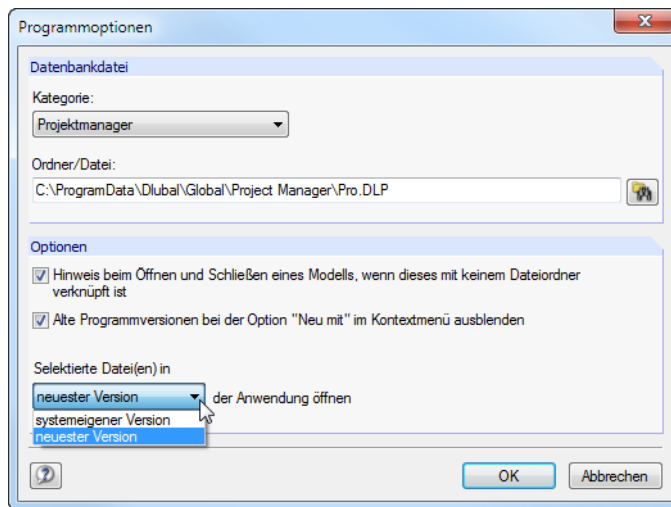 Programmoptionen
Datenbankdatei
Kategorie:
Projektmanager
Ordner/Datei:
C:\ProgramData\Dlubal\Global\Project Manager\Pro.DLP
Optionen
Hinweis beim Öffnen und Schließen eines Modells, wenn dieses mit keinem Dateiordner
verknüpft ist
Alte Programmversionen bei der Option "Neu mit" im Kontextmenü ausblenden
Selektierte Datei(en) in
neuester Version der Anwendung öffnen
systemeigener Version
neuester Version
OK Abbrechen